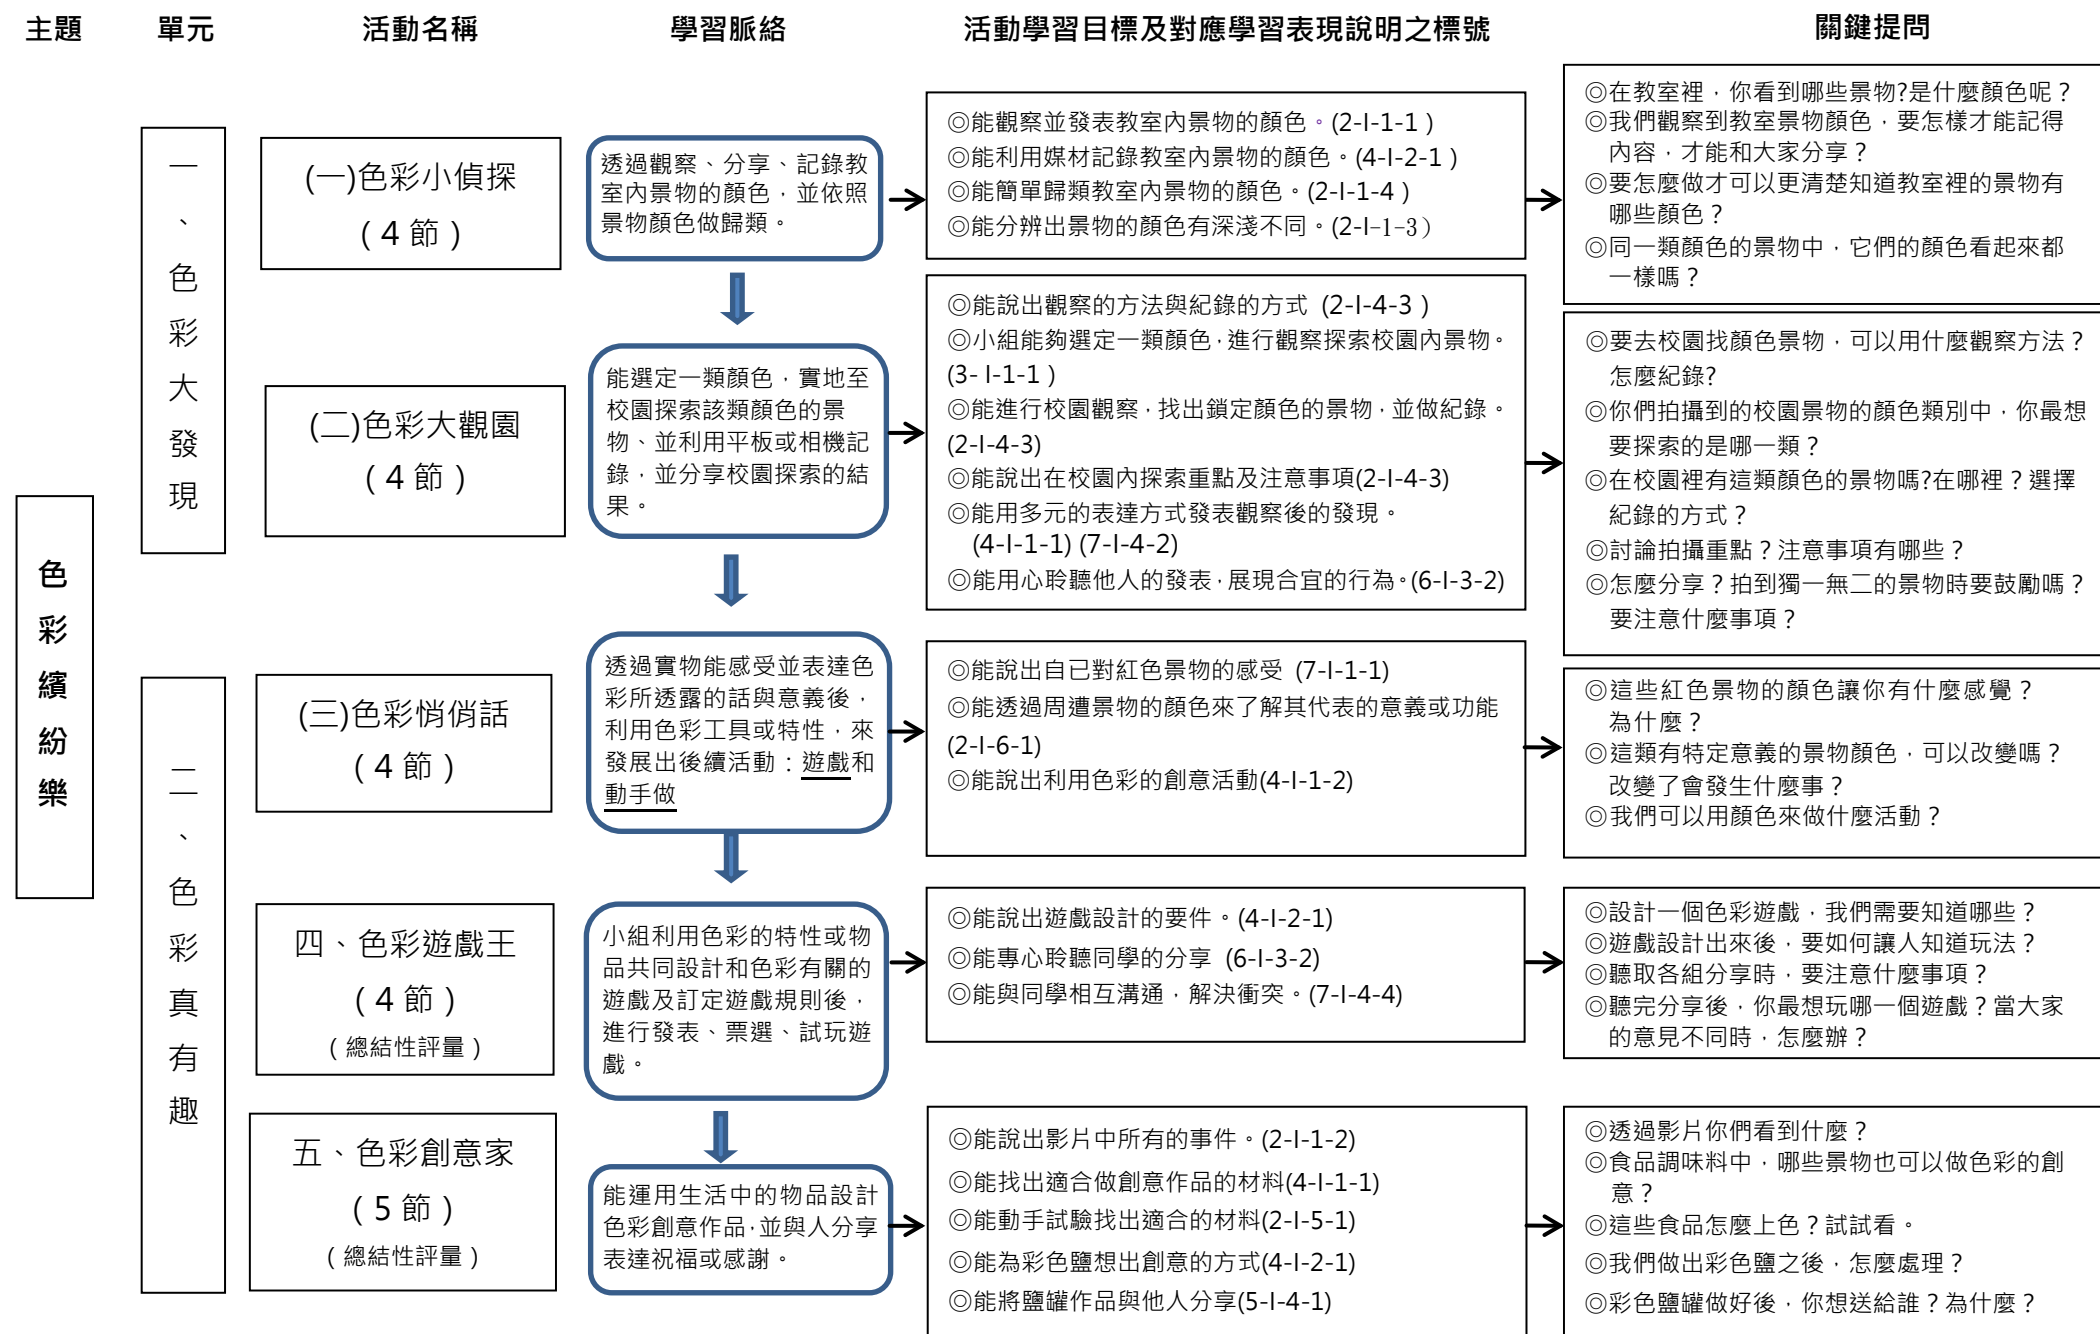 主題 單元 活動名稱 學習脈絡 活動學習目標及對應學習表現說明之標號 關鍵提問
色彩繽紛樂
一、色彩大發現
(一)色彩小偵探
(4 節)
透過觀察、分享、記錄教
室內景物的顏色，並依照
景物顏色做歸類。
◎能觀察並發表教室內景物的顏色。(2-I-1-1 )
◎能利用媒材記錄教室內景物的顏色。(4-I-2-1 )
◎能簡單歸類教室內景物的顏色。(2-I-1-4 )
◎能分辨出景物的顏色有深淺不同。(2-I-1-3)
◎在教室裡，你看到哪些景物?是什麼顏色呢？
◎我們觀察到教室景物顏色，要怎樣才能記得
內容，才能和大家分享？
◎要怎麼做才可以更清楚知道教室裡的景物有
哪些顏色？
◎同一類顏色的景物中，它們的顏色看起來都
一樣嗎？
(二)色彩大觀園
(4 節)
能選定一類顏色，實地至
校園探索該類顏色的景
物、並利用平板或相機記
錄，並分享校園探索的結
果。
◎能說出觀察的方法與紀錄的方式 (2-I-4-3 )
◎小組能夠選定一類顏色，進行觀察探索校園內景物。
(3- I-1-1 )
◎能進行校園觀察，找出鎖定顏色的景物，並做紀錄。
(2-I-4-3)
◎能說出在校園內探索重點及注意事項(2-I-4-3)
◎能用多元的表達方式發表觀察後的發現。
(4-I-1-1) (7-I-4-2)
◎能用心聆聽他人的發表，展現合宜的行為。(6-I-3-2)
◎要去校園找顏色景物，可以用什麼觀察方法？
怎麼紀錄?
◎你們拍攝到的校園景物的顏色類別中，你最想
要探索的是哪一類？
◎在校園裡有這類顏色的景物嗎?在哪裡？選擇
紀錄的方式？
◎討論拍攝重點？注意事項有哪些？
◎怎麼分享？拍到獨一無二的景物時要鼓勵嗎？
要注意什麼事項？
二、色彩真有趣
(三)色彩悄俏話
(4 節)
透過實物能感受並表達色
彩所透露的話與意義後，
利用色彩工具或特性，來
發展出後續活動：遊戲和
動手做
◎能說出自已對紅色景物的感受 (7-I-1-1)
◎能透過周遭景物的顏色來了解其代表的意義或功能
(2-I-6-1)
◎能說出利用色彩的創意活動(4-I-1-2)
◎這些紅色景物的顏色讓你有什麼感覺？
為什麼？
◎這類有特定意義的景物顏色，可以改變嗎？
改變了會發生什麼事？
◎我們可以用顏色來做什麼活動？
四、色彩遊戲王
(4 節)
(總結性評量)
小組利用色彩的特性或物
品共同設計和色彩有關的
遊戲及訂定遊戲規則後，
進行發表、票選、試玩遊
戲。
◎能說出遊戲設計的要件。(4-I-2-1)
◎能專心聆聽同學的分享 (6-I-3-2)
◎能與同學相互溝通，解決衝突。(7-I-4-4)
◎設計一個色彩遊戲，我們需要知道哪些？
◎遊戲設計出來後，要如何讓人知道玩法？
◎聽取各組分享時，要注意什麼事項？
◎聽完分享後，你最想玩哪一個遊戲？當大家
的意見不同時，怎麼辦？
五、色彩創意家
(5 節)
(總結性評量)
能運用生活中的物品設計
色彩創意作品，並與人分享
表達祝福或感謝。
◎能說出影片中所有的事件。(2-I-1-2)
◎能找出適合做創意作品的材料(4-I-1-1)
◎能動手試驗找出適合的材料(2-I-5-1)
◎能為彩色鹽想出創意的方式(4-I-2-1)
◎能將鹽罐作品與他人分享(5-I-4-1)
◎透過影片你們看到什麼？
◎食品調味料中，哪些景物也可以做色彩的創
意？
◎這些食品怎麼上色？試試看。
◎我們做出彩色鹽之後，怎麼處理？
◎彩色鹽罐做好後，你想送給誰？為什麼？